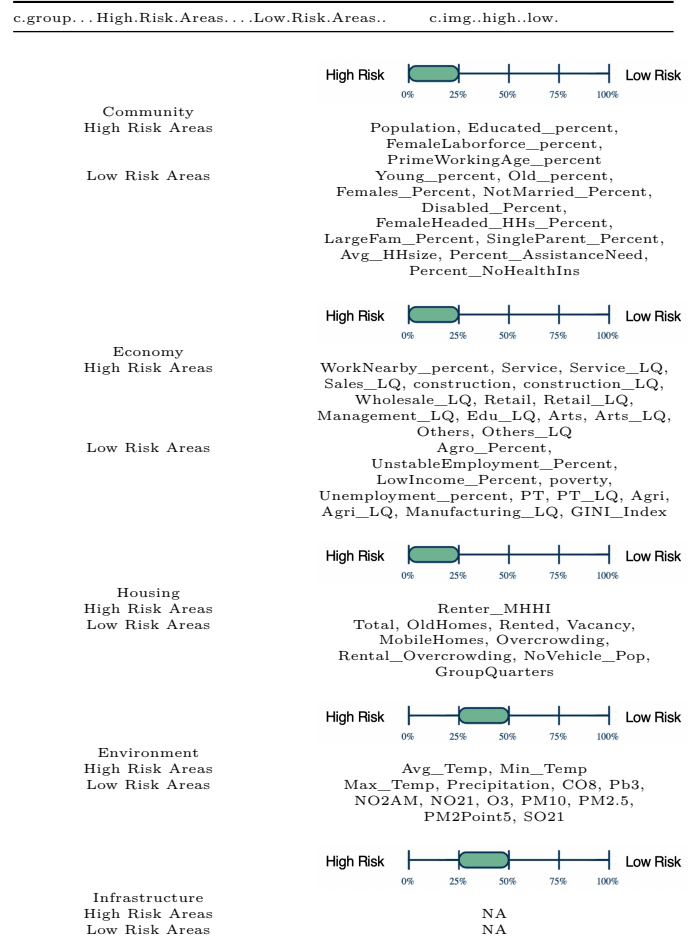 c.group...High.Risk.Areas....Low.Risk.Areas.. c.img..high..low.
High Risk Low Risk
0% 25% 50% 75% 100%
Community
High Risk Areas Population, Educated_percent,
FemaleLaborforce_percent,
PrimeWorkingAge_percent
Low Risk Areas Young_percent, Old_percent,
Females_Percent, NotMarried_Percent,
Disabled_Percent,
FemaleHeaded_HHs_Percent,
LargeFam_Percent, SingleParent_Percent,
Avg_HHsize, Percent_AssistanceNeed,
Percent_NoHealthIns
High Risk Low Risk
0% 25% 50% 75% 100%
Economy
High Risk Areas WorkNearby_percent, Service, Service_LQ,
Sales_LQ, construction, construction_LQ,
Wholesale_LQ, Retail, Retail_LQ,
Management_LQ, Edu_LQ, Arts, Arts_LQ,
Others, Others_LQ
Low Risk Areas Agro_Percent,
UnstableEmployment_Percent,
LowIncome_Percent, poverty,
Unemployment_percent, PT, PT_LQ, Agri,
Agri_LQ, Manufacturing_LQ, GINI_Index
High Risk Low Risk
0% 25% 50% 75% 100%
Housing
High Risk Areas Renter_MHHI
Low Risk Areas Total, OldHomes, Rented, Vacancy,
MobileHomes, Overcrowding,
Rental_Overcrowding, NoVehicle_Pop,
GroupQuarters
High Risk Low Risk
0% 25% 50% 75% 100%
Environment
High Risk Areas Avg_Temp, Min_Temp
Low Risk Areas Max_Temp, Precipitation, CO8, Pb3,
NO2AM, NO21, O3, PM10, PM2.5,
PM2Point5, SO21
High Risk Low Risk
0% 25% 50% 75% 100%
Infrastructure
High Risk Areas NA
Low Risk Areas NA